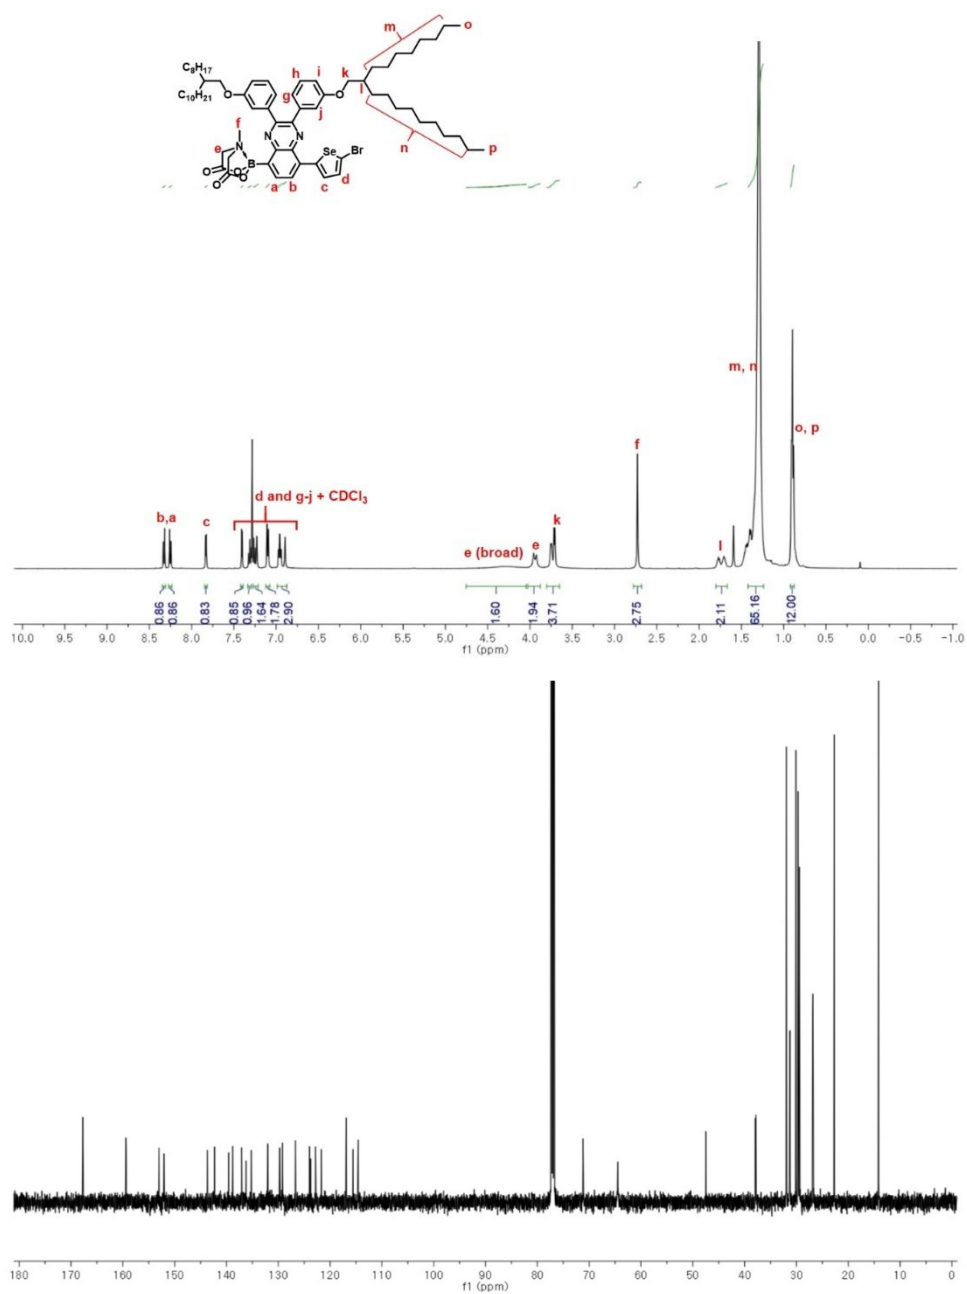 m
o
C8H17
C10H21
O
h
i
k
O
l
g
j
f
N
N
n
p
e
N
Se
Br
B
O
O
O
O
a
b
c
d
m, n
o, p
f
d and g-j + CDCl3
b,a
c
k
e (broad)
e
l
0.86
0.86
0.83
0.85
0.96
1.64
1.78
2.90
1.60
1.94
3.71
2.75
2.11
65.16
12.00
10.0 9.5 9.0 8.5 8.0 7.5 7.0 6.5 6.0 5.5 5.0 4.5 4.0 3.5 3.0 2.5 2.0 1.5 1.0 0.5 0.0 -0.5 -1.0
f1 (ppm)
180 170 160 150 140 130 120 110 100 90 80 70 60 50 40 30 20 10 0
f1 (ppm)